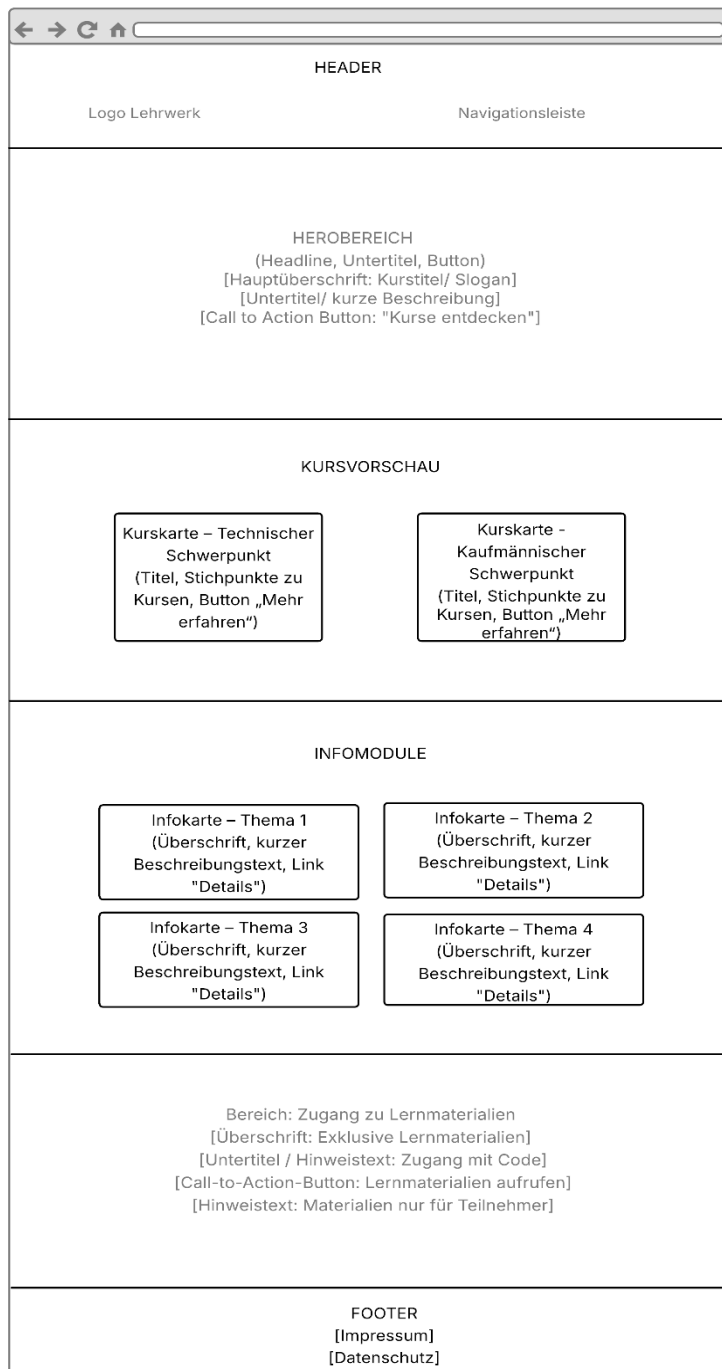 HEADER
Logo Lehrwerk
Navigationsleiste
HEROBEREICH
(Headline, Untertitel, Button)
[Hauptüberschrift: Kurstitel/ Slogan]
[Untertitel/ kurze Beschreibung]
[Call to Action Button: "Kurse entdecken"]
KURSVORSCHAU
Kurskarte – Technischer
Schwerpunkt
(Titel, Stichpunkte zu
Kursen, Button „Mehr
erfahren“)
Kurskarte -
Kaufmännischer
Schwerpunkt
(Titel, Stichpunkte zu
Kursen, Button „Mehr
erfahren“)
INFOMODULE
Infokarte – Thema 1
(Überschrift, kurzer
Beschreibungstext, Link
"Details")
Infokarte – Thema 2
(Überschrift, kurzer
Beschreibungstext, Link
"Details")
Infokarte – Thema 3
(Überschrift, kurzer
Beschreibungstext, Link
"Details")
Infokarte – Thema 4
(Überschrift, kurzer
Beschreibungstext, Link
"Details")
Bereich: Zugang zu Lernmaterialien
[Überschrift: Exklusive Lernmaterialien]
[Untertitel / Hinweistext: Zugang mit Code]
[Call-to-Action-Button: Lernmaterialien aufrufen]
[Hinweistext: Materialien nur für Teilnehmer]
FOOTER
[Impressum]
[Datenschutz]